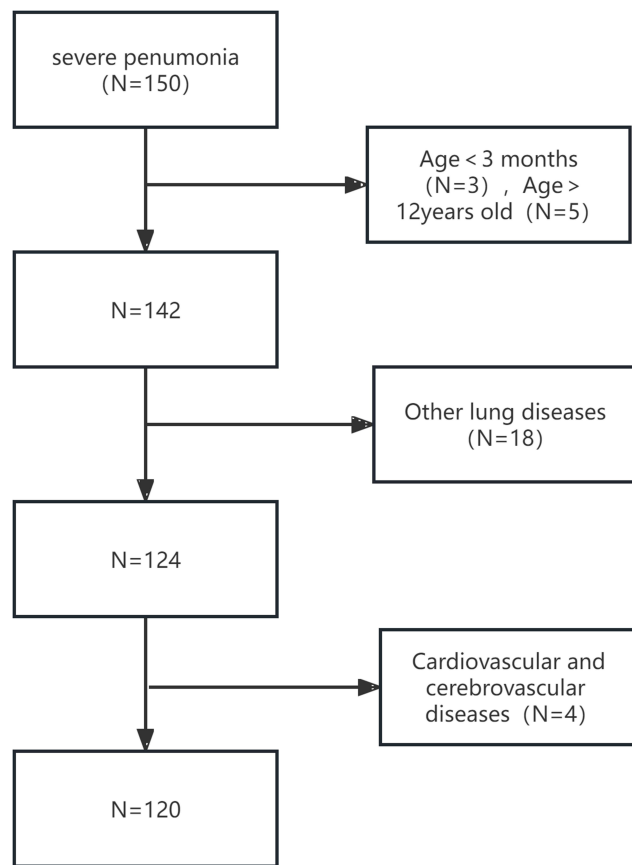 severe penumonia
（N=150）
Age＜3 months
（N=3），Age＞
12years old（N=5）
N=142
Other lung diseases
（N=18）
N=124
Cardiovascular and
cerebrovascular
diseases（N=4）
N=120